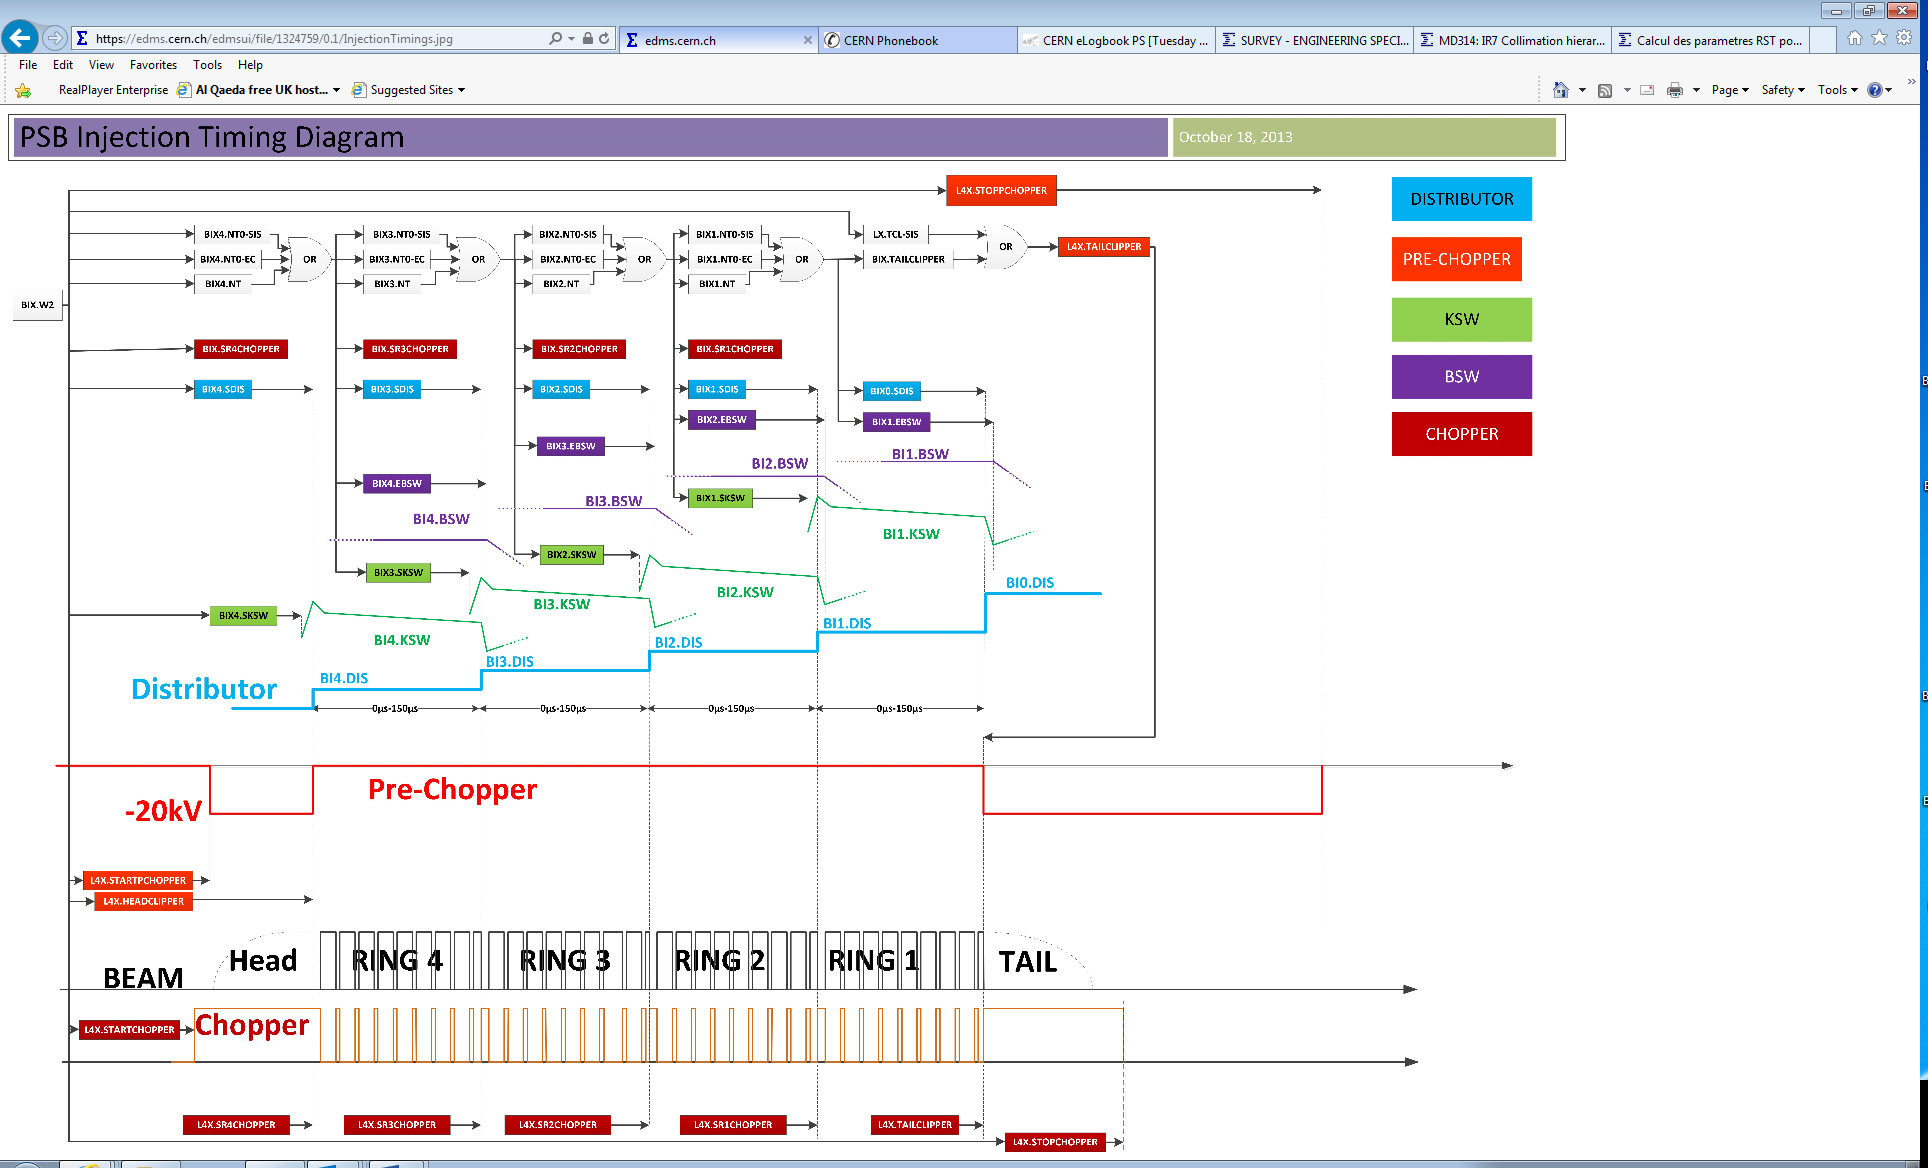 https://edms.cern.ch/edmsui/file/1324759/0.1/InjectionTimings.jpg
edms.cern.ch
CERN Phonebook
CERN eLogbook PS [Tuesday ...
SURVEY - ENGINEERING SPECI...
MD314: IR7 Collimation hierar...
Calcul des parametres RST po...
File Edit View Favorites Tools Help
RealPlayer Enterprise Al Qaeda free UK host... Suggested Sites
Page Safety Tools
PSB Injection Timing Diagram
October 18, 2013
L4X.STOPPCHOPPER
DISTRIBUTOR
BIX4.NT0-SIS BIX3.NT0-SIS BIX2.NT0-SIS BIX1.NT0-SIS LX.TCL-SIS
OR L4X.TAILCLIPPER
BIX4.NT0-EC OR BIX3.NT0-EC OR BIX2.NT0-EC OR BIX1.NT0-EC OR BIX.TAILCLIPPER
PRE-CHOPPER
BIX4.NT BIX3.NT BIX2.NT BIX1.NT
BIX.W2
KSW
BIX.SR4CHOPPER BIX.SR3CHOPPER BIX.SR2CHOPPER BIX.SR1CHOPPER
BSW
BIX4.SDIS BIX3.SDIS BIX2.SDIS BIX1.SDIS BIX0.SDIS
BIX2.EBSW BIX1.EBSW
CHOPPER
BIX3.EBSW
BI1.BSW
BI2.BSW
BIX4.EBSW
BIX1.SKSW
BI3.BSW
BI4.BSW
BI1.KSW
BIX2.SKSW
BIX3.SKSW
BI0.DIS
BI2.KSW
BI3.KSW
BIX4.SKSW
BI1.DIS
BI4.KSW
BI2.DIS
BI3.DIS
BI4.DIS
Distributor
0µs-150µs 0µs-150µs 0µs-150µs 0µs-150µs
Pre-Chopper
-20kV
L4X.STARTPCHOPPER
L4X.HEADCLIPPER
Head RING 4 RING 3 RING 2 RING 1 TAIL
BEAM
L4X.STARTCHOPPER Chopper
L4X.SR4CHOPPER L4X.SR3CHOPPER L4X.SR2CHOPPER L4X.SR1CHOPPER L4X.TAILCLIPPER
L4X.STOPCHOPPER